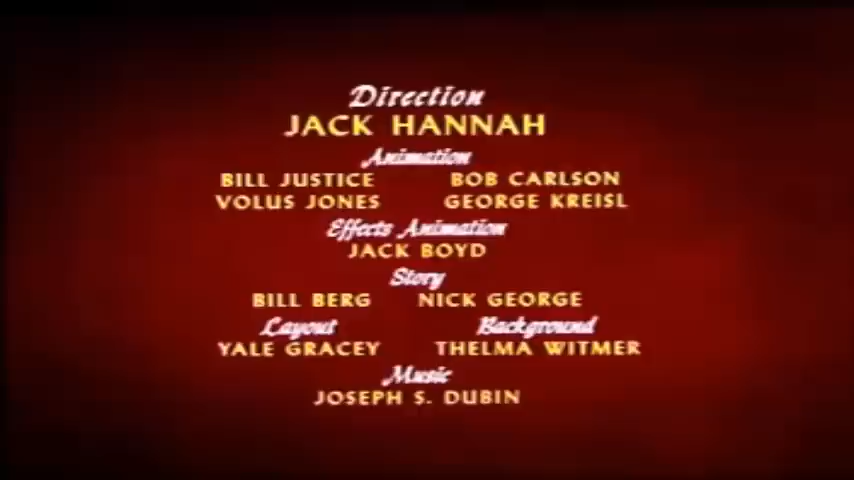 Direction
JACK HANNAH
Animation
BILL JUSTICE BOB CARLSON
VOLUS JONES GEORGE KREISL
Effects Animation
JACK BOYD
Story
BILL BERG NICK GEORGE
Layout Background
YALE GRACEY THELMA WITMER
Music
JOSEPH S. DUBIN